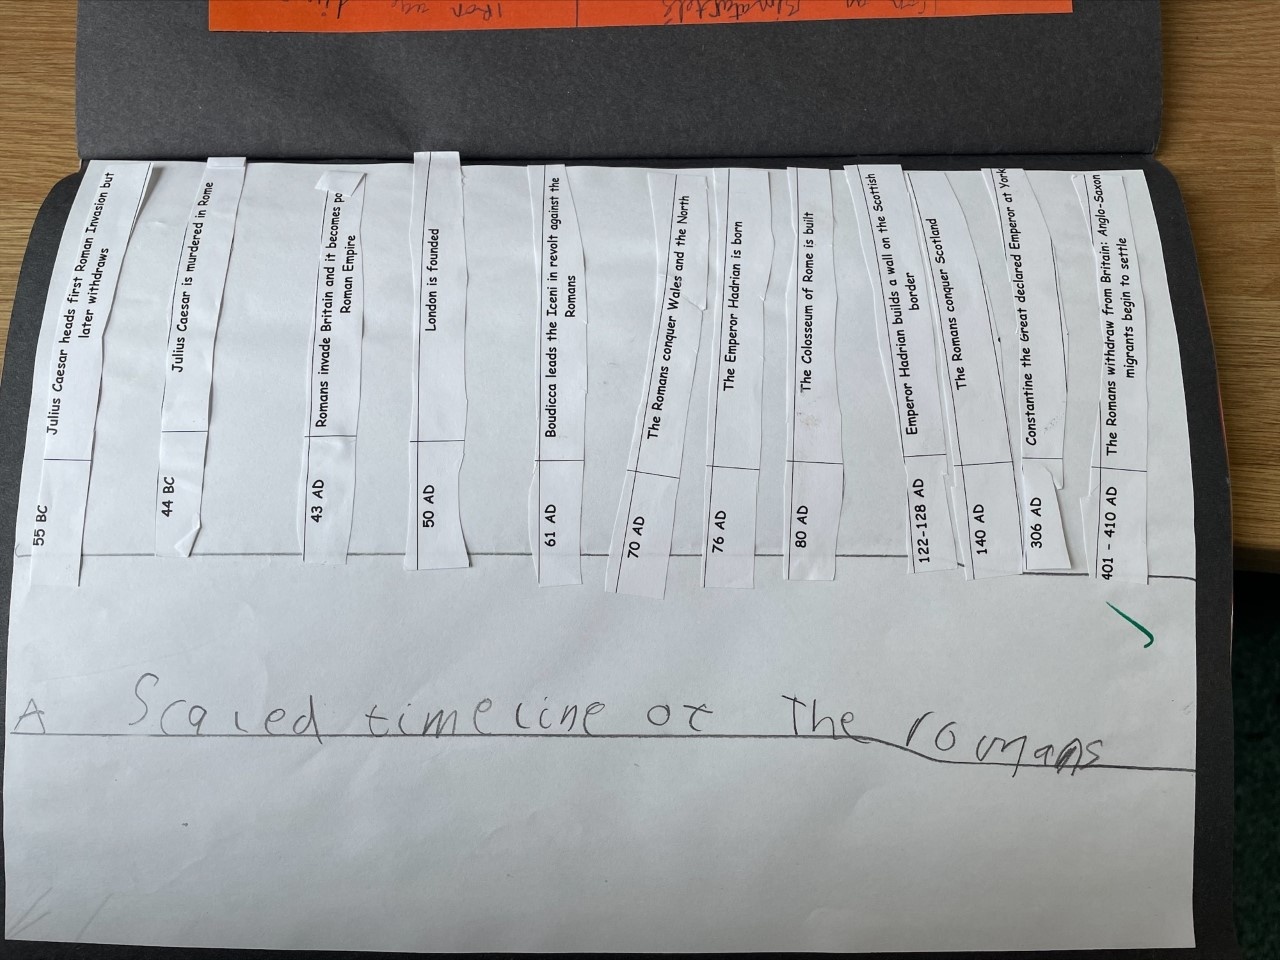 55 BC
Julius Caesar heads first Roman Invasion but
later withdraws
44 BC
Julius Caesar is murdered in Rome
43 AD
Romans invade Britain and it becomes
Roman Empire
50 AD
London is founded
61 AD
Boudicca leads the Iceni in revolt against the
Romans
70 AD
The Romans conquer Wales and the North
76 AD
The Emperor Hadrian is born
80 AD
The Colosseum of Rome is built
122-128 AD
Emperor Hadrian builds a wall on the Scottish
border
140 AD
The Romans conquer Scotland
306 AD
Constantine the Great declared Emperor at York
401 - 410 AD
The Romans withdraw from Britain: Anglo-Saxon
migrants begin to settle
A Scaled timeline of The romans